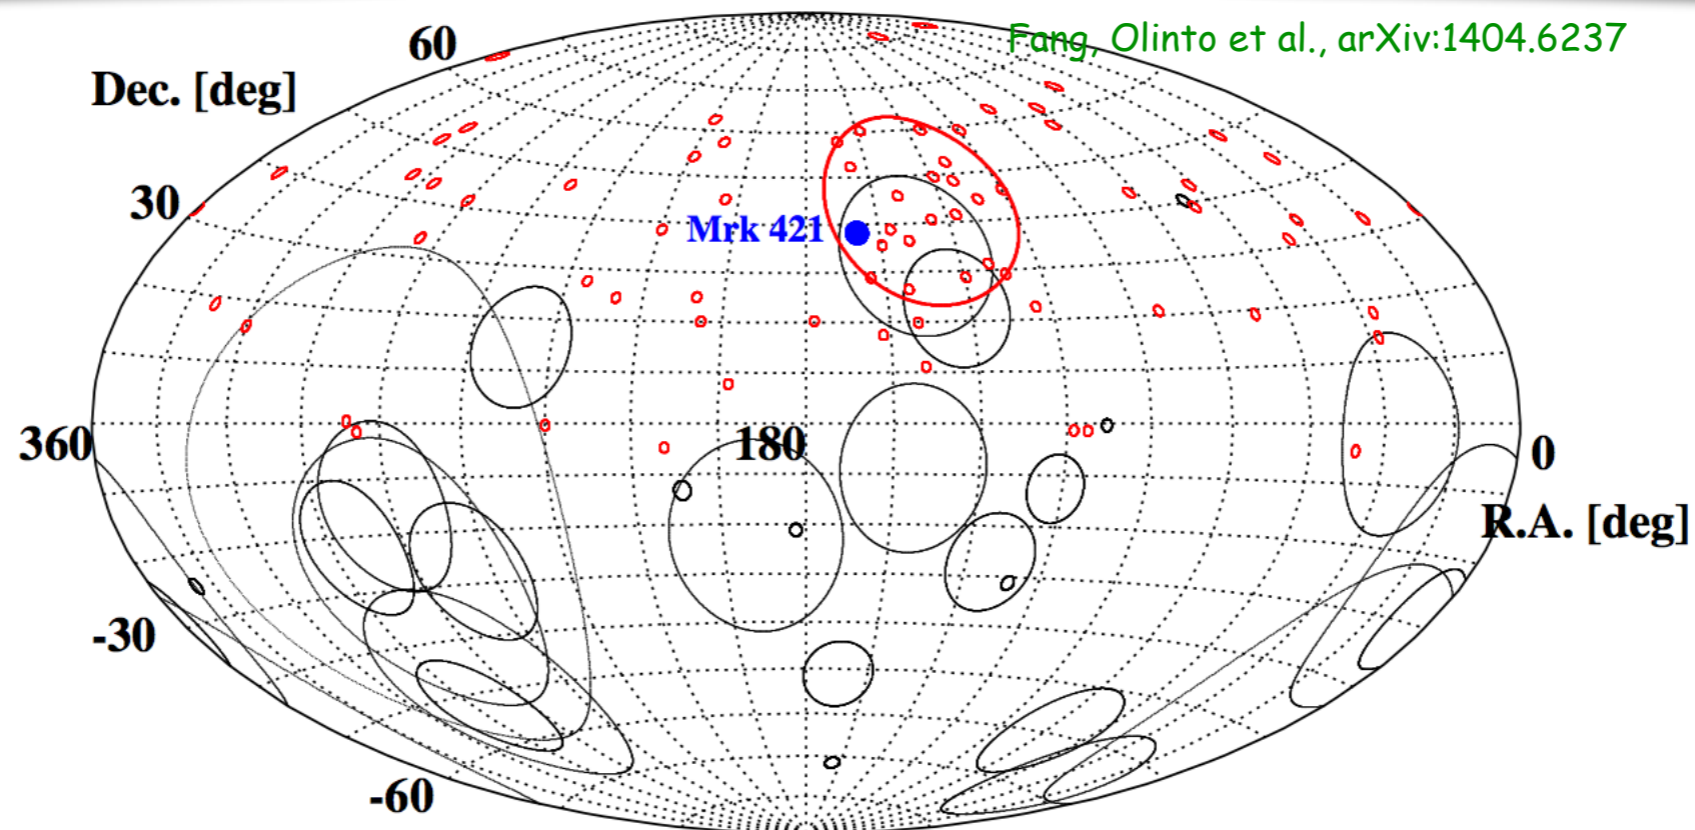 Fang, Olinto et al., arXiv:1404.6237
60
Dec. [deg]
30
Mrk 421
360
180
0
R.A. [deg]
-30
-60